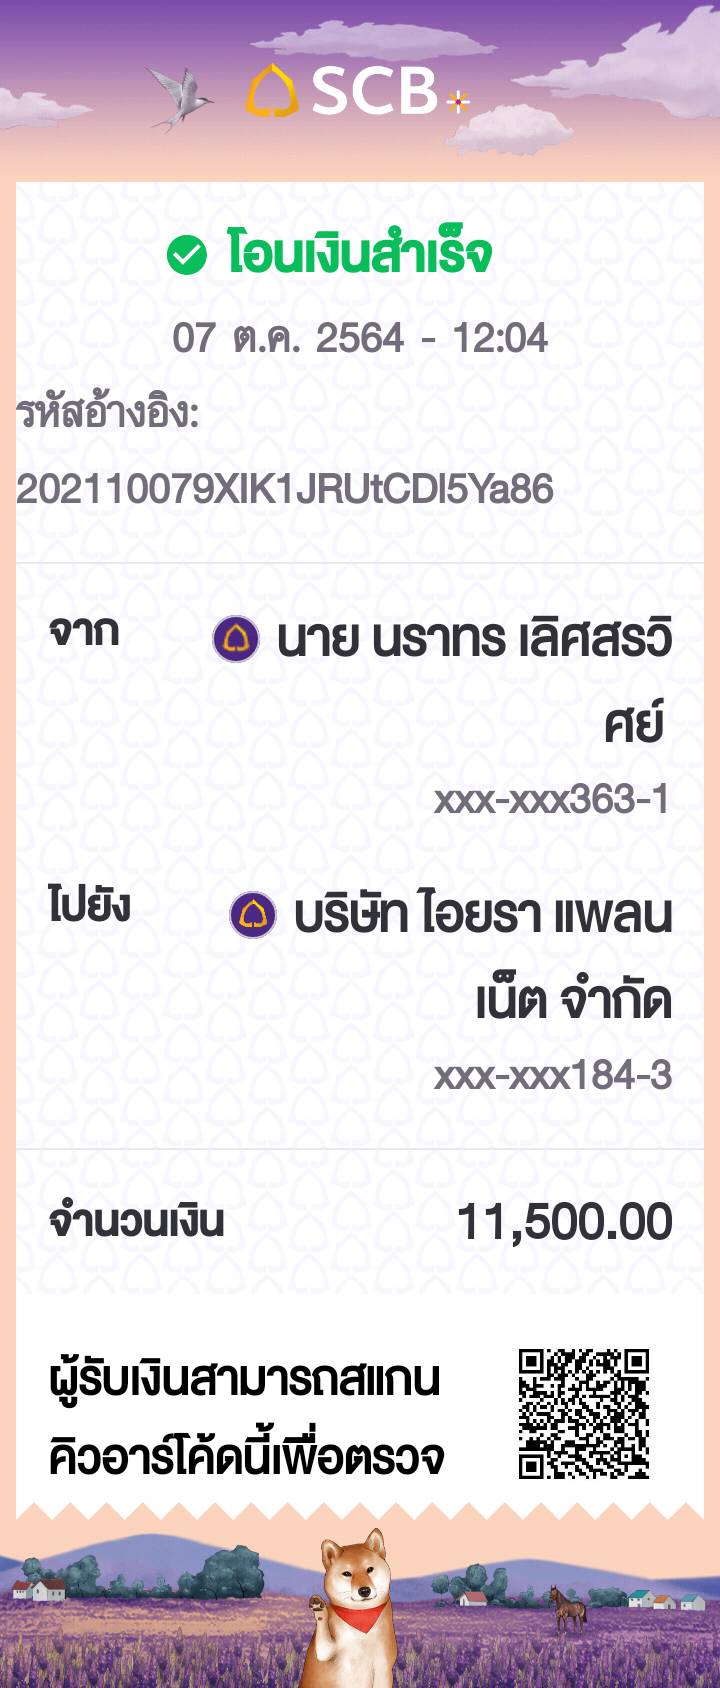 SCB
โอนเงินสำเร็จ
07 ต.ค. 2564 - 12:04
รหัสอ้างอิง:
202110079XIK1JRUtCDI5Ya86
จาก
นาย นราทร เลิศสรวิ
ศย์
xxx-xxx363-1
ไปยัง
บริษัท ไอยรา แพลน
เน็ต จำกัด
xxx-xxx184-3
จำนวนเงิน 11,500.00
ผู้รับเงินสามารถสแกน
คิวอาร์โค้ดนี้เพื่อตรวจ